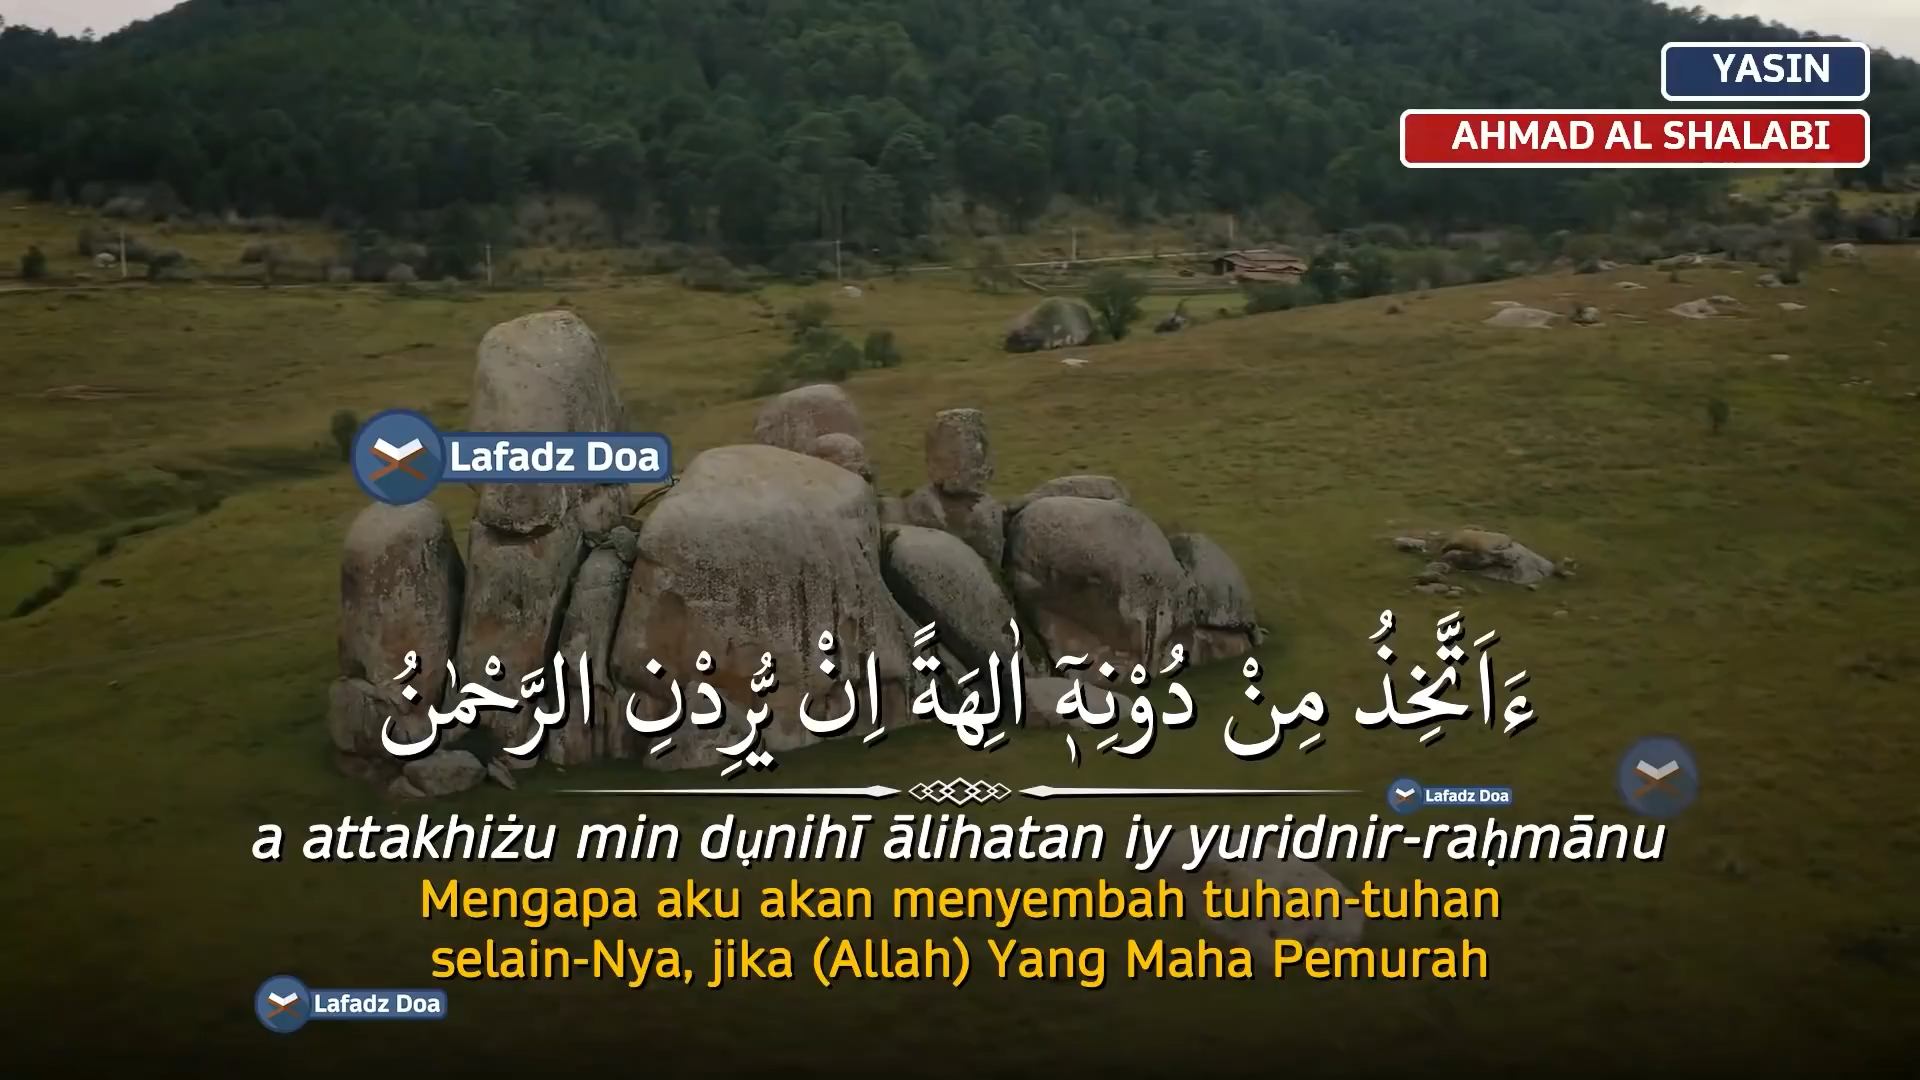 YASIN
AHMAD AL SHALABI
Lafadz Doa
ءَاَتَّخِذُ مِنْ دُوْنِهٖٓ اٰلِهَةً اِنْ يُّرِدْنِ الرَّحْمٰنُ
Lafadz Doa
a attakhiżu min dụnihī ālihatan iy yuridnir-raḥmānu
Mengapa aku akan menyembah tuhan-tuhan
selain-Nya, jika (Allah) Yang Maha Pemurah
Lafadz Doa